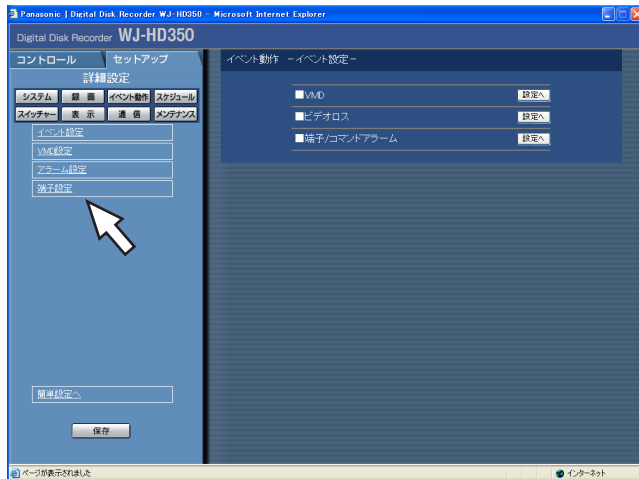 Panasonic | Digital Disk Recorder WJ-HD350 - Microsoft Internet Explorer
Digital Disk Recorder WJ-HD350
コントロール セットアップ
詳細設定
システム 録 画 イベント動作 スケジュール
スイッチャー 表 示 通 信 メンテナンス
イベント設定
VMD設定
アラーム設定
端子設定
簡単設定へ
保存
イベント動作 -イベント設定-
■VMD 設定へ
■ビデオロス 設定へ
■端子/コマンドアラーム 設定へ
ページが表示されました インターネット